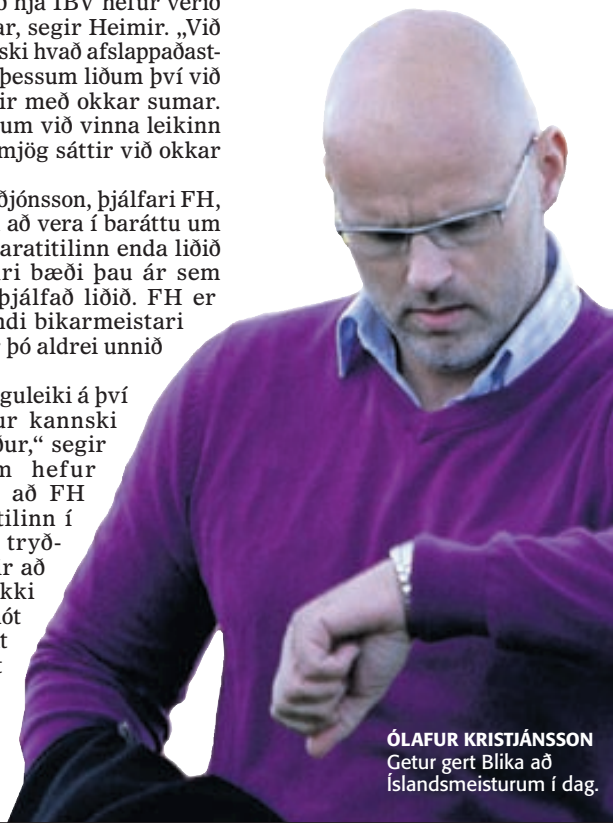 hjá ÍBV hefur verið
ar, segir Heimir. „Við
ski hvað afslappaðast-
þessum liðum því við
ir með okkar sumar.
um við vinna leikinn
mjög sáttir við okkar
ðjónsson, þjálfari FH,
að vera í baráttu um
aratitilinn enda liðið
ri bæði þau ár sem
þjálfað liðið. FH er
ndi bikarmeistari
þó aldrei unnið
guleiki á því
ur kannski
ður,“ segir
m hefur
að FH
tilinn í
tryð-
ir að
kki
ót
t
t
ÓLAFUR KRISTJÁNSSON
Getur gert Blika að
Íslandsmeisturum í dag.